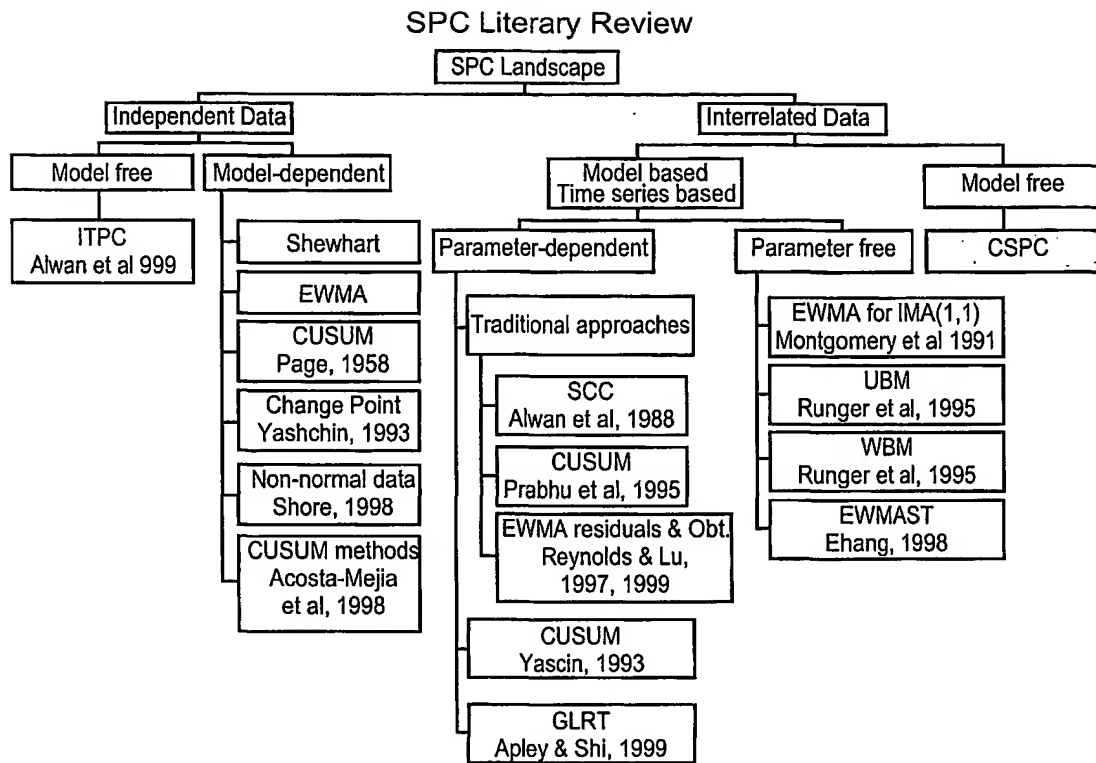 SPC Literary Review
SPC Landscape
Independent Data
Interrelated Data
Model free
Model-dependent
Model based
Time series based
Model free
ITPC
Alwan et al 999
Shewhart
EWMA
CUSUM
Page, 1958
Change Point
Yashchin, 1993
Non-normal data
Shore, 1998
CUSUM methods
Acosta-Mejia
et al, 1998
Parameter-dependent
Parameter free
CSPC
Traditional approaches
SCC
Alwan et al, 1988
CUSUM
Prabhu et al, 1995
EWMA residuals & Obt.
Reynolds & Lu,
1997, 1999
CUSUM
Yascin, 1993
GLRT
Apley & Shi, 1999
EWMA for IMA(1,1)
Montgomery et al 1991
UBM
Runger et al, 1995
WBM
Runger et al, 1995
EWMAST
Ehang, 1998